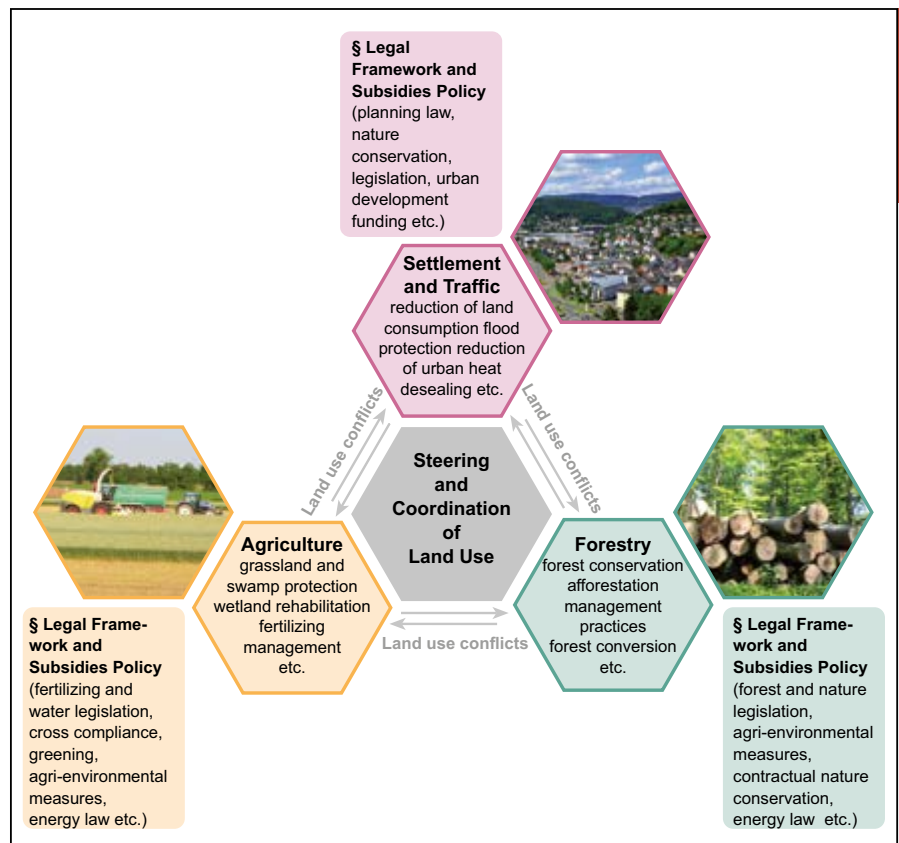 § Legal
Framework and
Subsidies Policy
(planning law,
nature
conservation,
legislation, urban
development
funding etc.)
Settlement
and Traffic
reduction of land
consumption flood
protection reduction
of urban heat
desealing etc.
Land use conflicts
Land use conflicts
Steering
and
Coordination
of
Land Use
Agriculture
grassland and
swamp protection
wetland rehabilitation
fertilizing
management
etc.
Forestry
forest conservation
afforestation
management
practices
forest conversion
etc.
Land use conflicts
§ Legal Frame-
work and
Subsidies Policy
(fertilizing and
water legislation,
cross compliance,
greening,
agri-environmental
measures,
energy law etc.)
§ Legal Frame-
work and
Subsidies Policy
(forest and nature
legislation,
agri-environmental
measures,
contractual nature
conservation,
energy law  etc.)